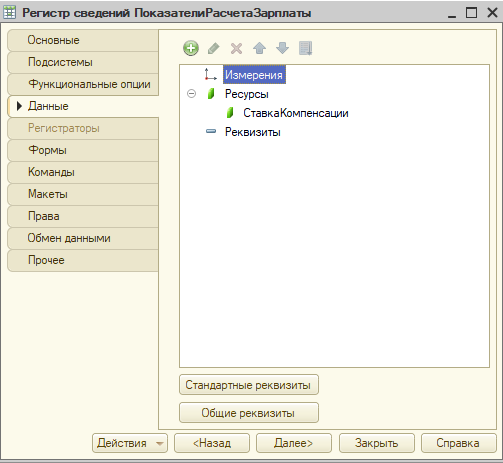 Регистр сведений ПоказателиРасчетаЗарплаты
Основные
Подсистемы
Функциональные опции
Данные
Регистраторы
Формы
Команды
Макеты
Права
Обмен данными
Прочее
Измерения
Ресурсы
СтавкаКомпенсации
Реквизиты
Стандартные реквизиты
Общие реквизиты
Действия
<Назад
Далее>
Закрыть
Справка